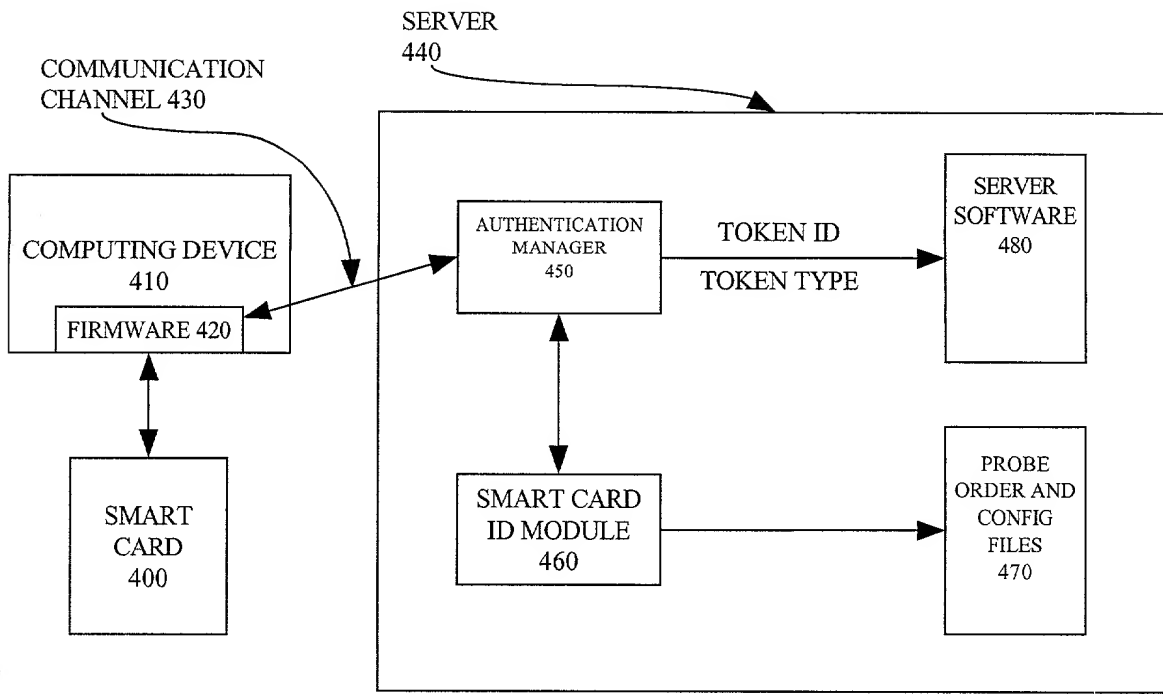 SERVER
440
COMMUNICATION
CHANNEL 430
COMPUTING DEVICE
410
FIRMWARE 420
SMART
CARD
400
AUTHENTICATION
MANAGER
450
TOKEN ID
TOKEN TYPE
SERVER
SOFTWARE
480
SMART CARD
ID MODULE
460
PROBE
ORDER AND
CONFIG
FILES
470